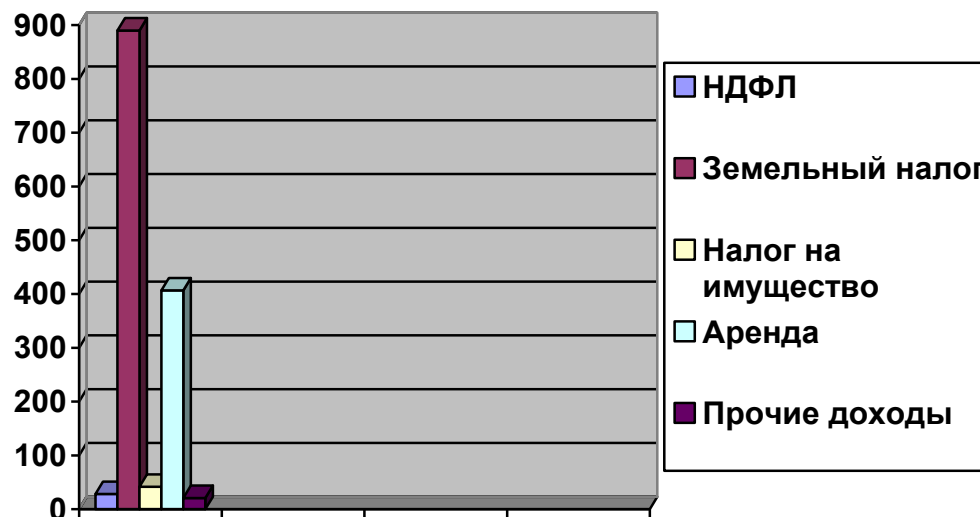 900
800
700
600
500
400
300
200
100
0
НДФЛ
Земельный налог
Налог на
имущество
Аренда
Прочие доходы